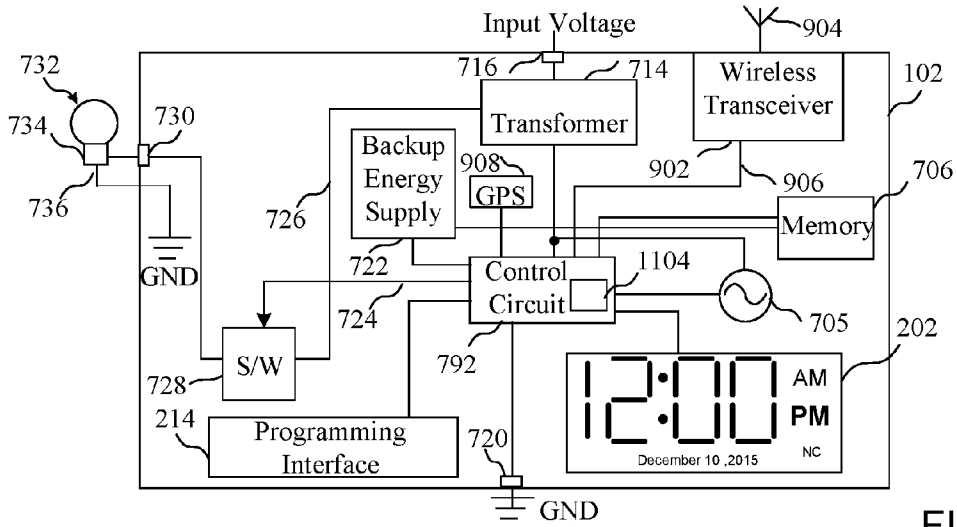 Input Voltage
904
732
716
714
Wireless
Transceiver
102
734
730
Transformer
Backup
Energy
Supply
908
GPS
902
906
706
736
726
Memory
722
GND
Control
Circuit
1104
724
792
705
S/W
728
202
12:00
AM
PM
NC
December 10 ,2015
214
Programming
Interface
720
GND